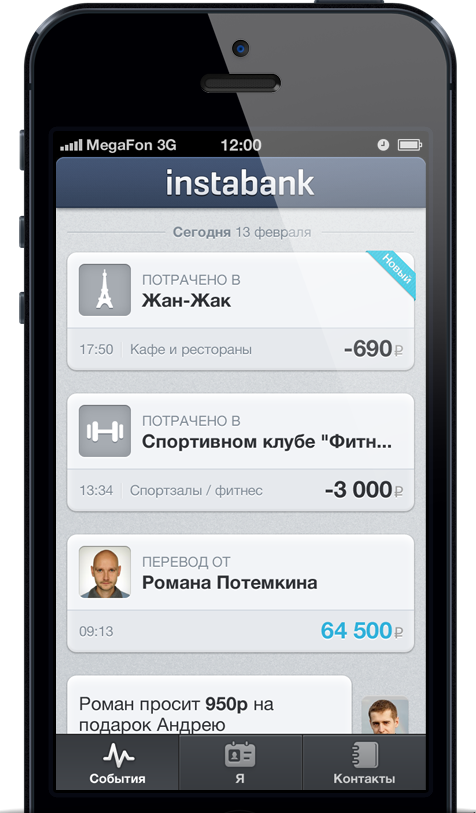 MegaFon 3G 12:00
instabank
Сегодня 13 февраля
Новый
ПОТРАЧЕНО В
Жан-Жак
17:50 Кафе и рестораны -690₽
ПОТРАЧЕНО В
Спортивном клубе "Фитн...
13:34 Спортзалы / фитнес -3 000₽
ПЕРЕВОД ОТ
Романа Потемкина
09:13 64 500₽
Роман просит 950р на
подарок Андрею
События Я Контакты